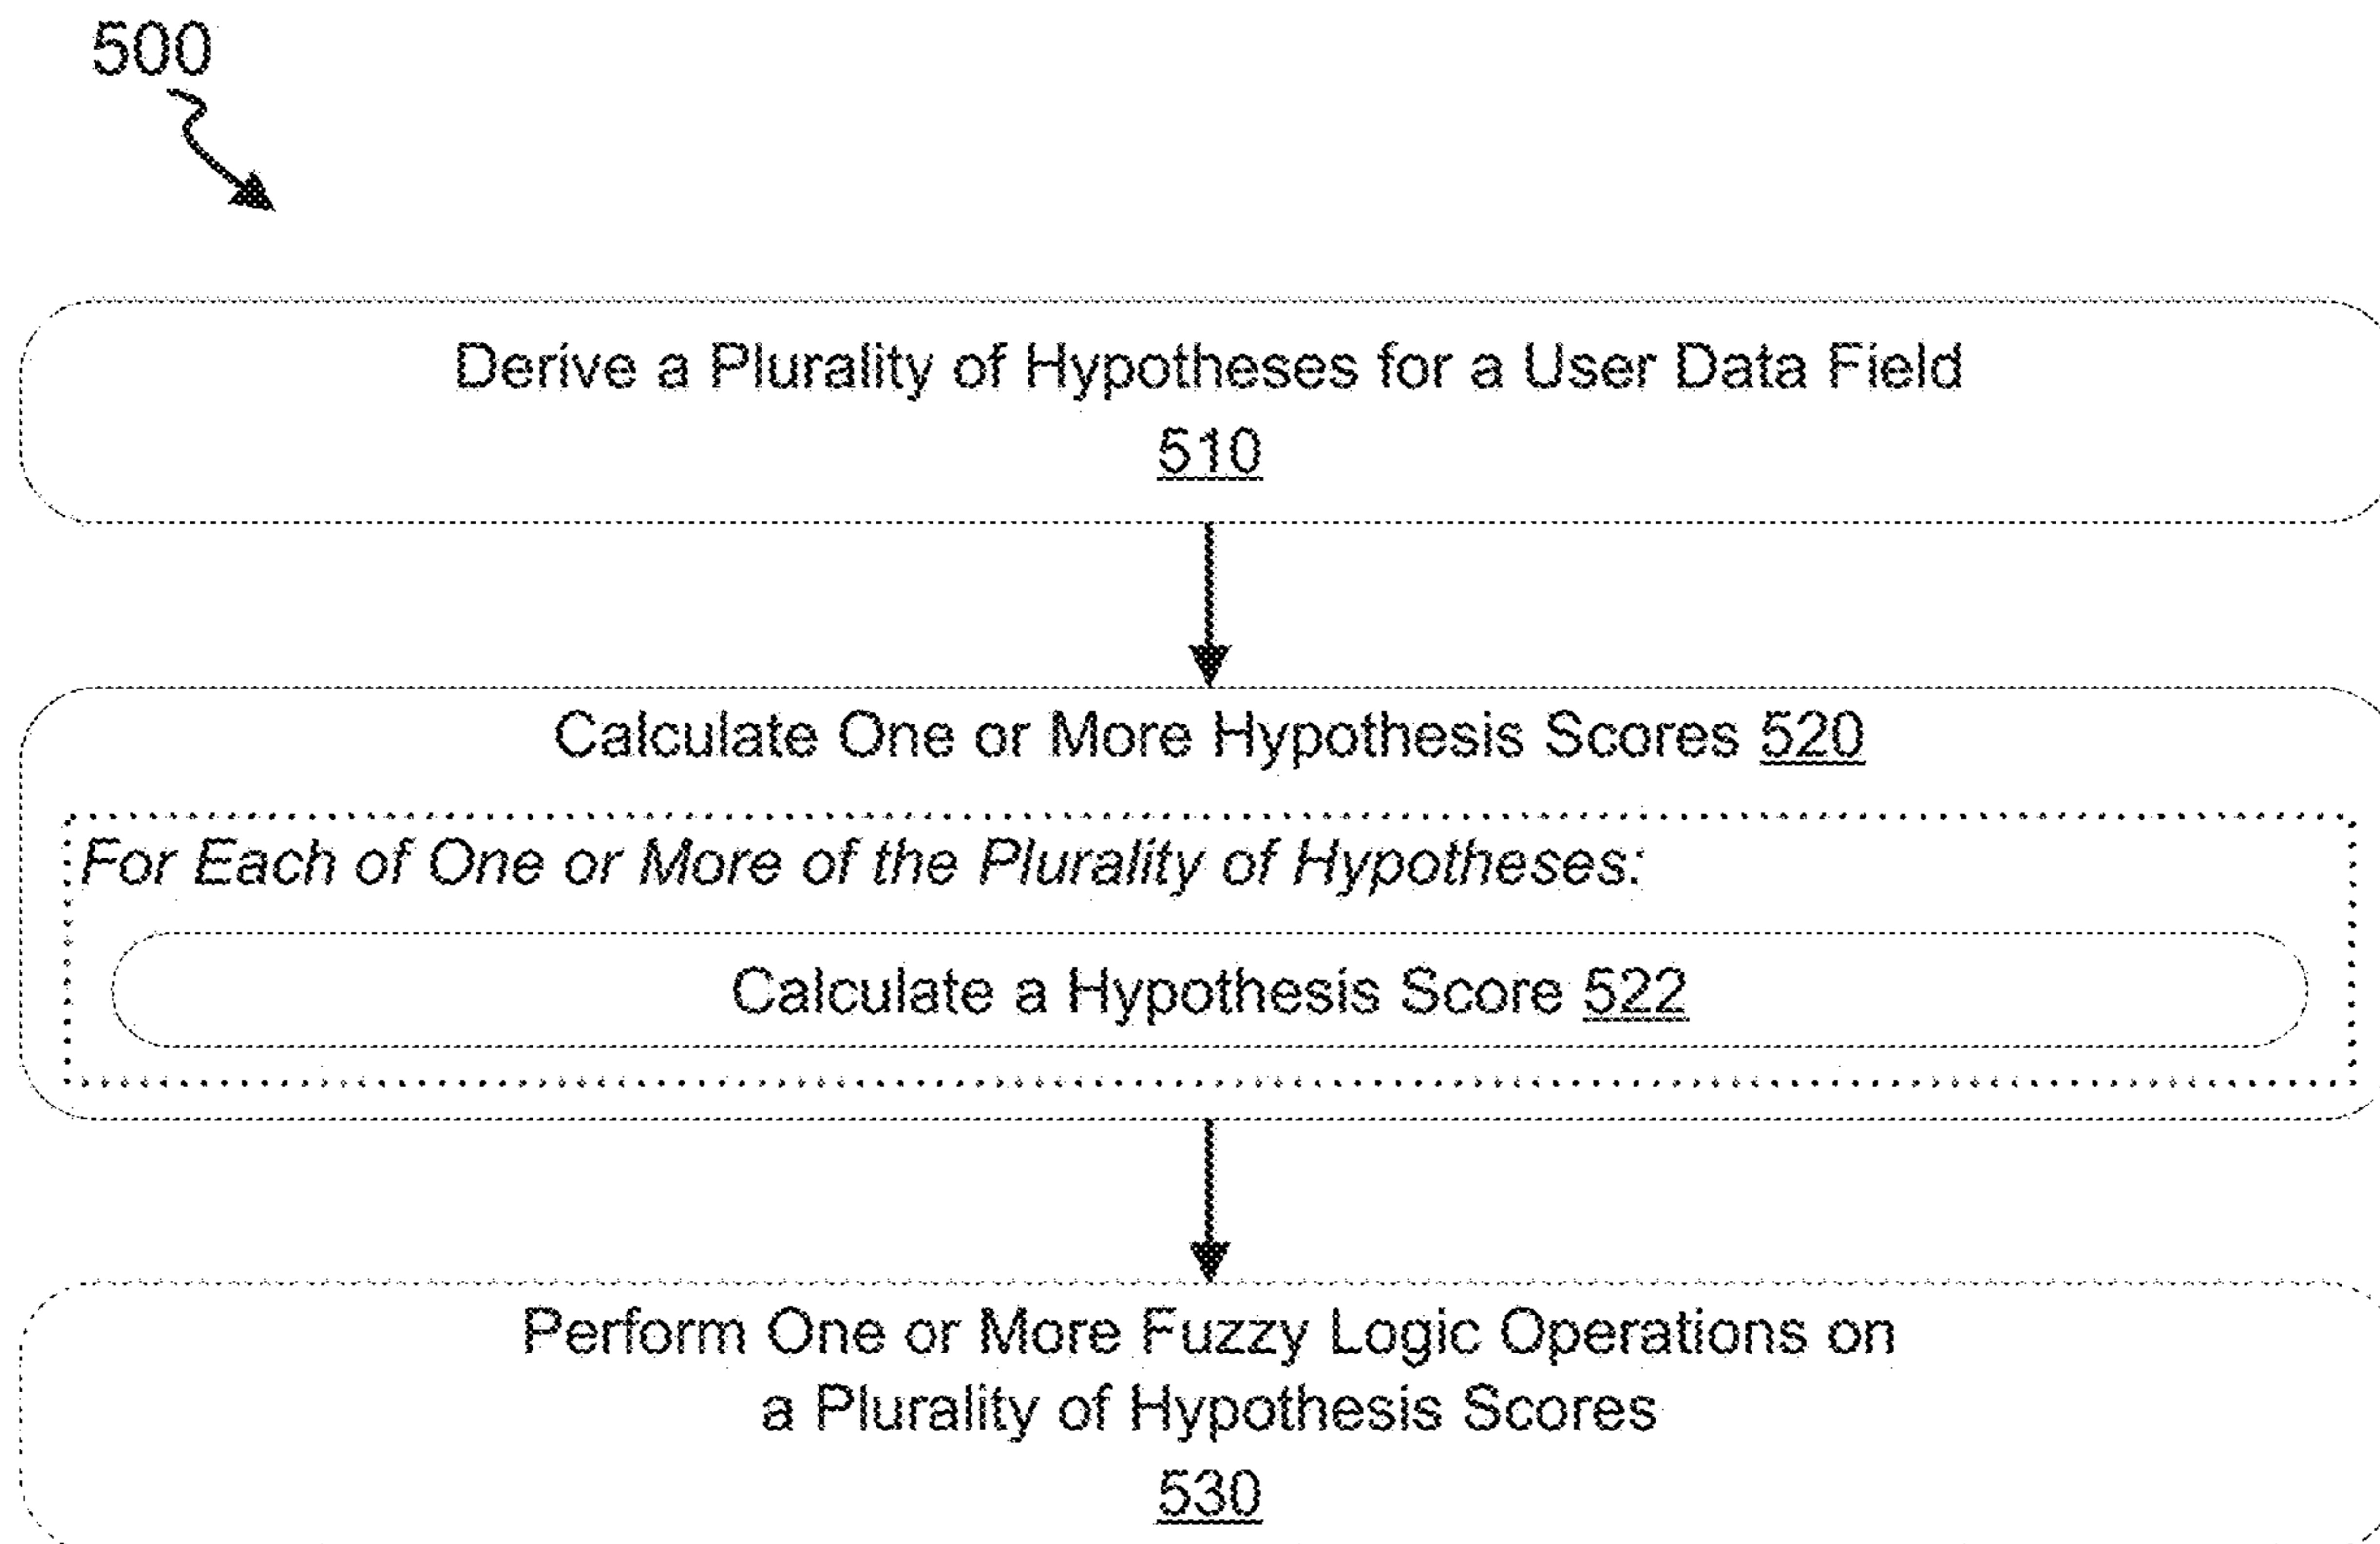 500
Derive a Plurality of Hypotheses for a User Data Field
510
Calculate One or More Hypothesis Scores 520
For Each of One or More of the Plurality of Hypotheses:
Calculate a Hypothesis Score 522
Perform One or More Fuzzy Logic Operations on
a Plurality of Hypothesis Scores
530